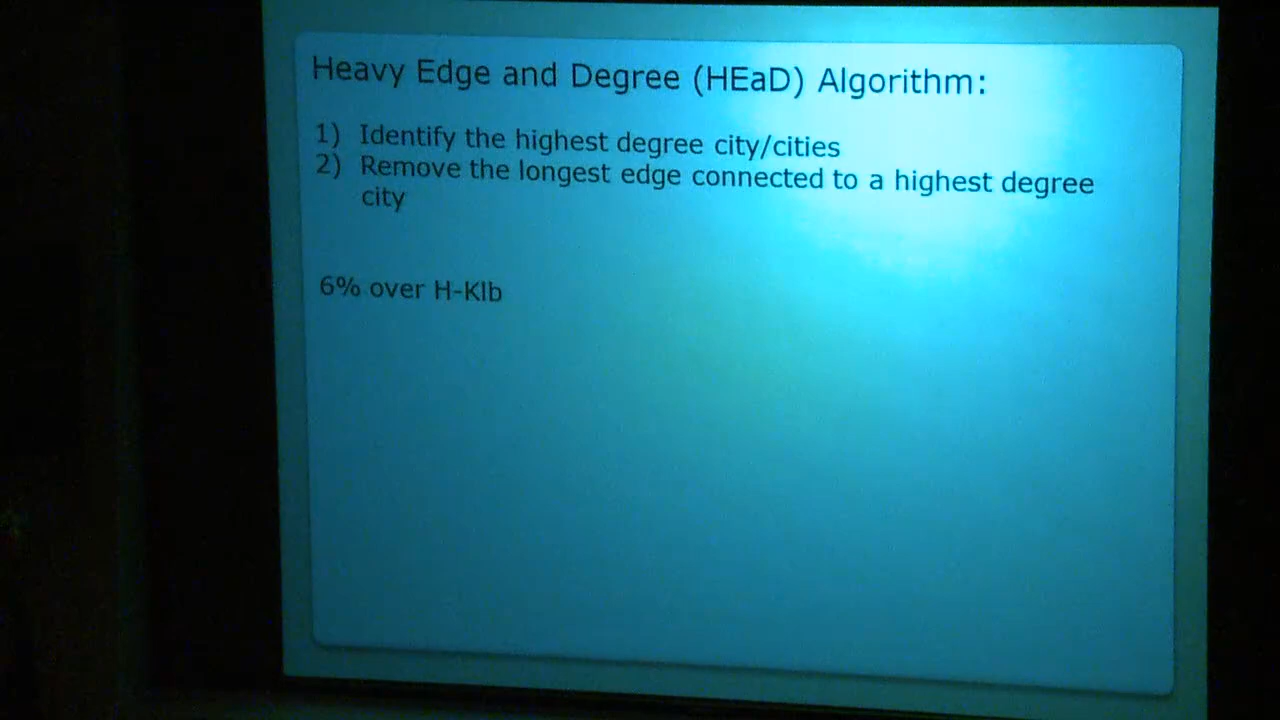 Heavy Edge and Degree (HEaD) Algorithm:
1) Identify the highest degree city/cities
2) Remove the longest edge connected to a highest degree
city
6% over H-Klb